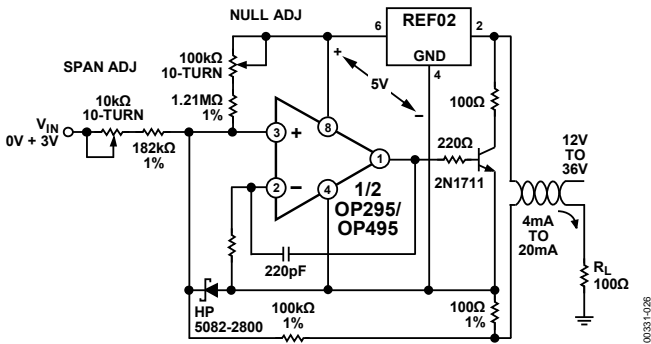 NULL ADJ
REF02
6
2
GND
4
100kΩ
10-TURN
SPAN ADJ
+
5V
–
100Ω
10kΩ
10-TURN
1.21MΩ
1%
VIN
0V + 3V
182kΩ
1%
3
+
8
220Ω
12V
TO
36V
1
2
–
4
1/2
OP295/
OP495
2N1711
4mA
TO
20mA
220pF
RL
100Ω
HP
5082-2800
100kΩ
1%
100Ω
1%
00331-026